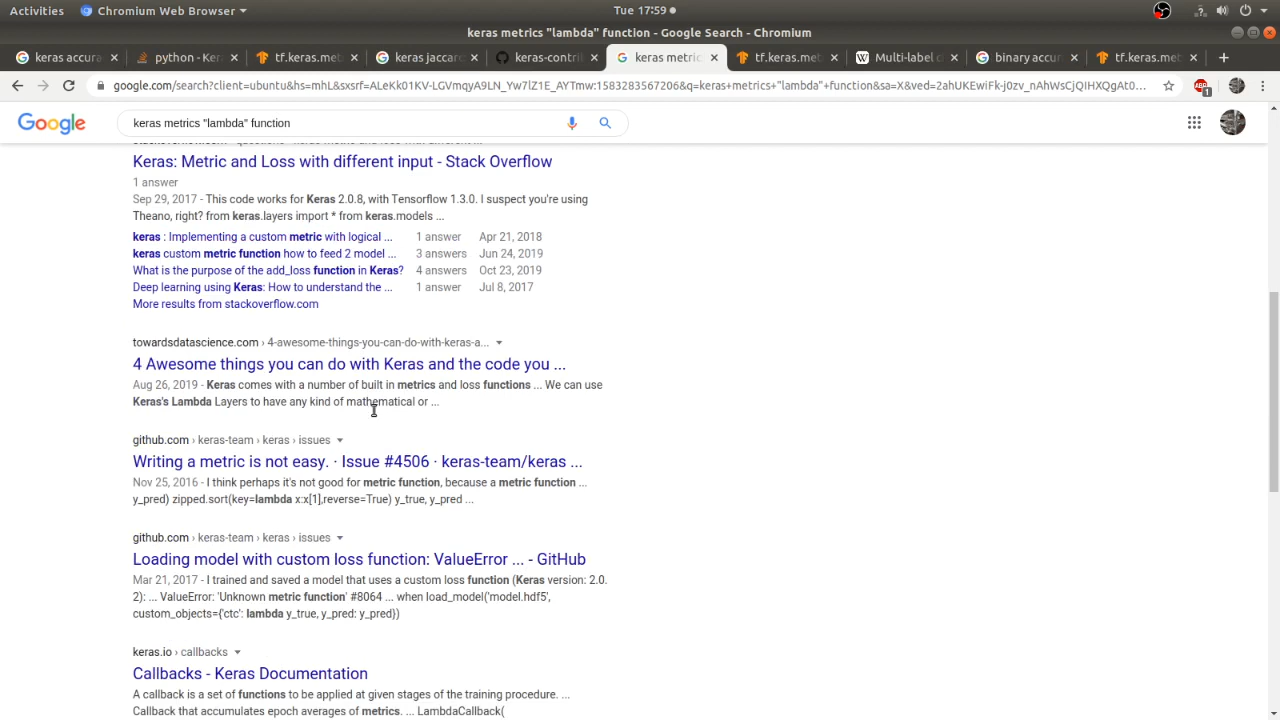 Activities
Chromium Web Browser
Tue 17:59
keras metrics "lambda" function - Google Search - Chromium
keras accura
python - Ker
tf.keras.met
keras jaccar
keras-contri
keras metric
tf.keras.met
Multi-label c
binary accur
tf.keras.met
google.com/search?client=ubuntu&hs=mhL&sxsrf=ALeKk01KV-LGVmqyA9LN_Yw7lZ1E_AYTmw:1583283567206&q=keras+metrics+"lambda"+function&sa=X&ved=2ahUKEwiFk-j0zv_nAhWsCjQIHXQgAt0...
ABP
1
Google
keras metrics "lambda" function
Keras: Metric and Loss with different input - Stack Overflow
1 answer
Sep 29, 2017 - This code works for Keras 2.0.8, with Tensorflow 1.3.0. I suspect you're using
Theano, right? from keras.layers import * from keras.models ...
keras : Implementing a custom metric with logical ... 1 answer Apr 21, 2018
keras custom metric function how to feed 2 model ... 3 answers Jun 24, 2019
What is the purpose of the add_loss function in Keras? 4 answers Oct 23, 2019
Deep learning using Keras: How to understand the ... 1 answer Jul 8, 2017
More results from stackoverflow.com
towardsdatascience.com › 4-awesome-things-you-can-do-with-keras-a...
4 Awesome things you can do with Keras and the code you ...
Aug 26, 2019 - Keras comes with a number of built in metrics and loss functions ... We can use
Keras's Lambda Layers to have any kind of mathematical or ...
github.com › keras-team › keras › issues
Writing a metric is not easy. · Issue #4506 · keras-team/keras ...
Nov 25, 2016 - I think perhaps it's not good for metric function, because a metric function ...
y_pred) zipped.sort(key=lambda x:x[1],reverse=True) y_true, y_pred ...
github.com › keras-team › keras › issues
Loading model with custom loss function: ValueError ... - GitHub
Mar 21, 2017 - I trained and saved a model that uses a custom loss function (Keras version: 2.0.
2): ... ValueError: 'Unknown metric function' #8064 ... when load_model('model.hdf5',
custom_objects={'ctc': lambda y_true, y_pred: y_pred})
keras.io › callbacks
Callbacks - Keras Documentation
A callback is a set of functions to be applied at given stages of the training procedure. ...
Callback that accumulates epoch averages of metrics. ... LambdaCallback(